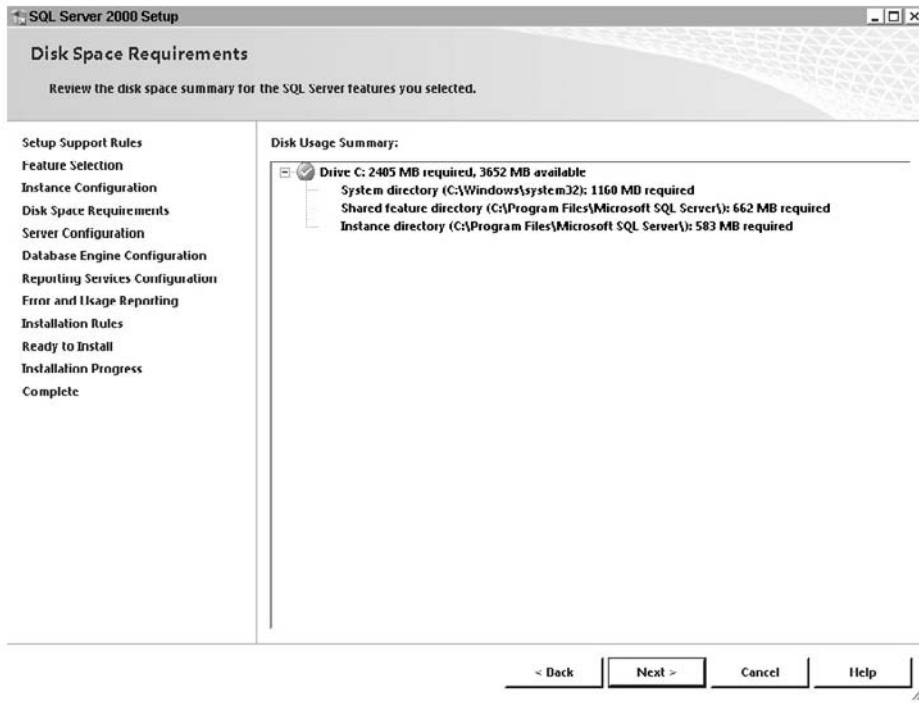 SQL Server 2000 Setup
Disk Space Requirements
Review the disk space summary for the SQL Server features you selected.
Setup Support Rules
Feature Selection
Instance Configuration
Disk Space Requirements
Server Configuration
Database Engine Configuration
Reporting Services Configuration
Error and Usage Reporting
Installation Rules
Ready to Install
Installation Progress
Complete
Disk Usage Summary:
Drive C: 2405 MB required, 3652 MB available
System directory (C:\Windows\system32): 1160 MB required
Shared feature directory (C:\Program Files\Microsoft SQL Server\): 662 MB required
Instance directory (C:\Program Files\Microsoft SQL Server\): 583 MB required
< Back
Next >
Cancel
Help